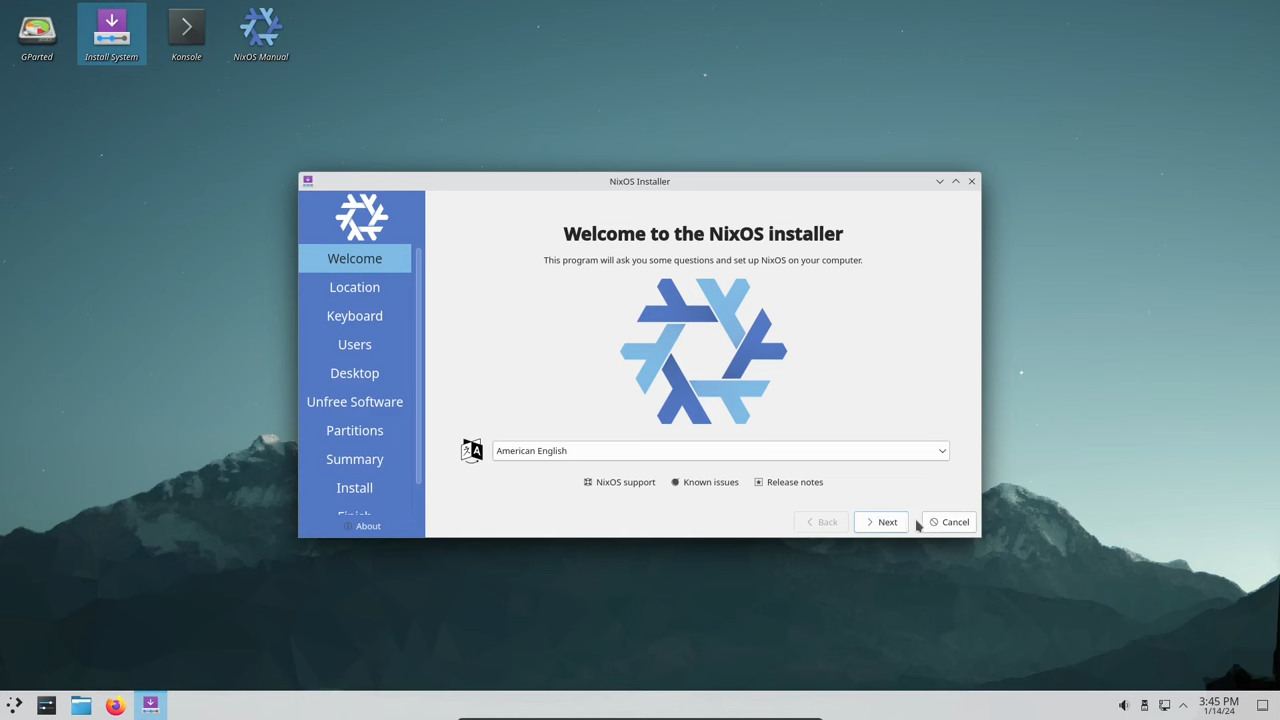 GParted
Install System
Konsole
NixOS Manual
NixOS Installer
Welcome
Location
Keyboard
Users
Desktop
Unfree Software
Partitions
Summary
Install
Finish
About
Welcome to the NixOS installer
This program will ask you some questions and set up NixOS on your computer.
American English
NixOS support
Known issues
Release notes
Back
Next
Cancel
3:45 PM
1/14/24